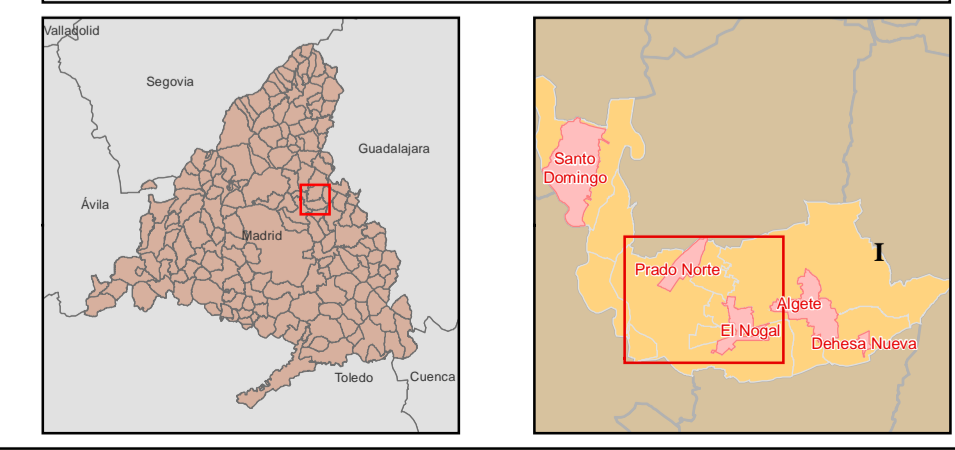 Valladolid
Segovia
Guadalajara
Ávila
Madrid
Toledo
Cuenca
Santo
Domingo
I
Prado Norte
Algete
El Nogal
Dehesa Nueva